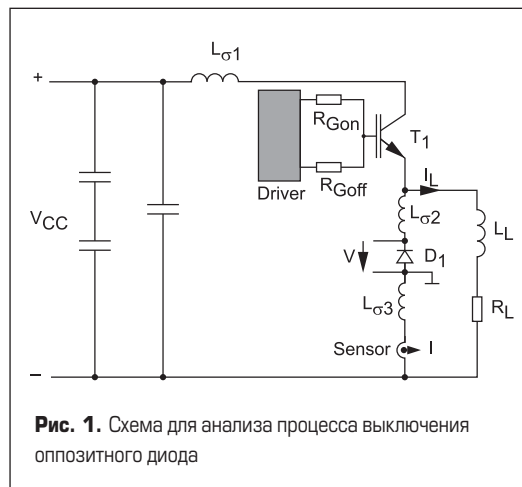 Lσ1
+
RGon
T1
RGoff
Driver
IL
VCC
Lσ2
LL
V
D1
Lσ3
RL
Sensor
I
–
Рис. 1. Схема для анализа процесса выключения
оппозитного диода